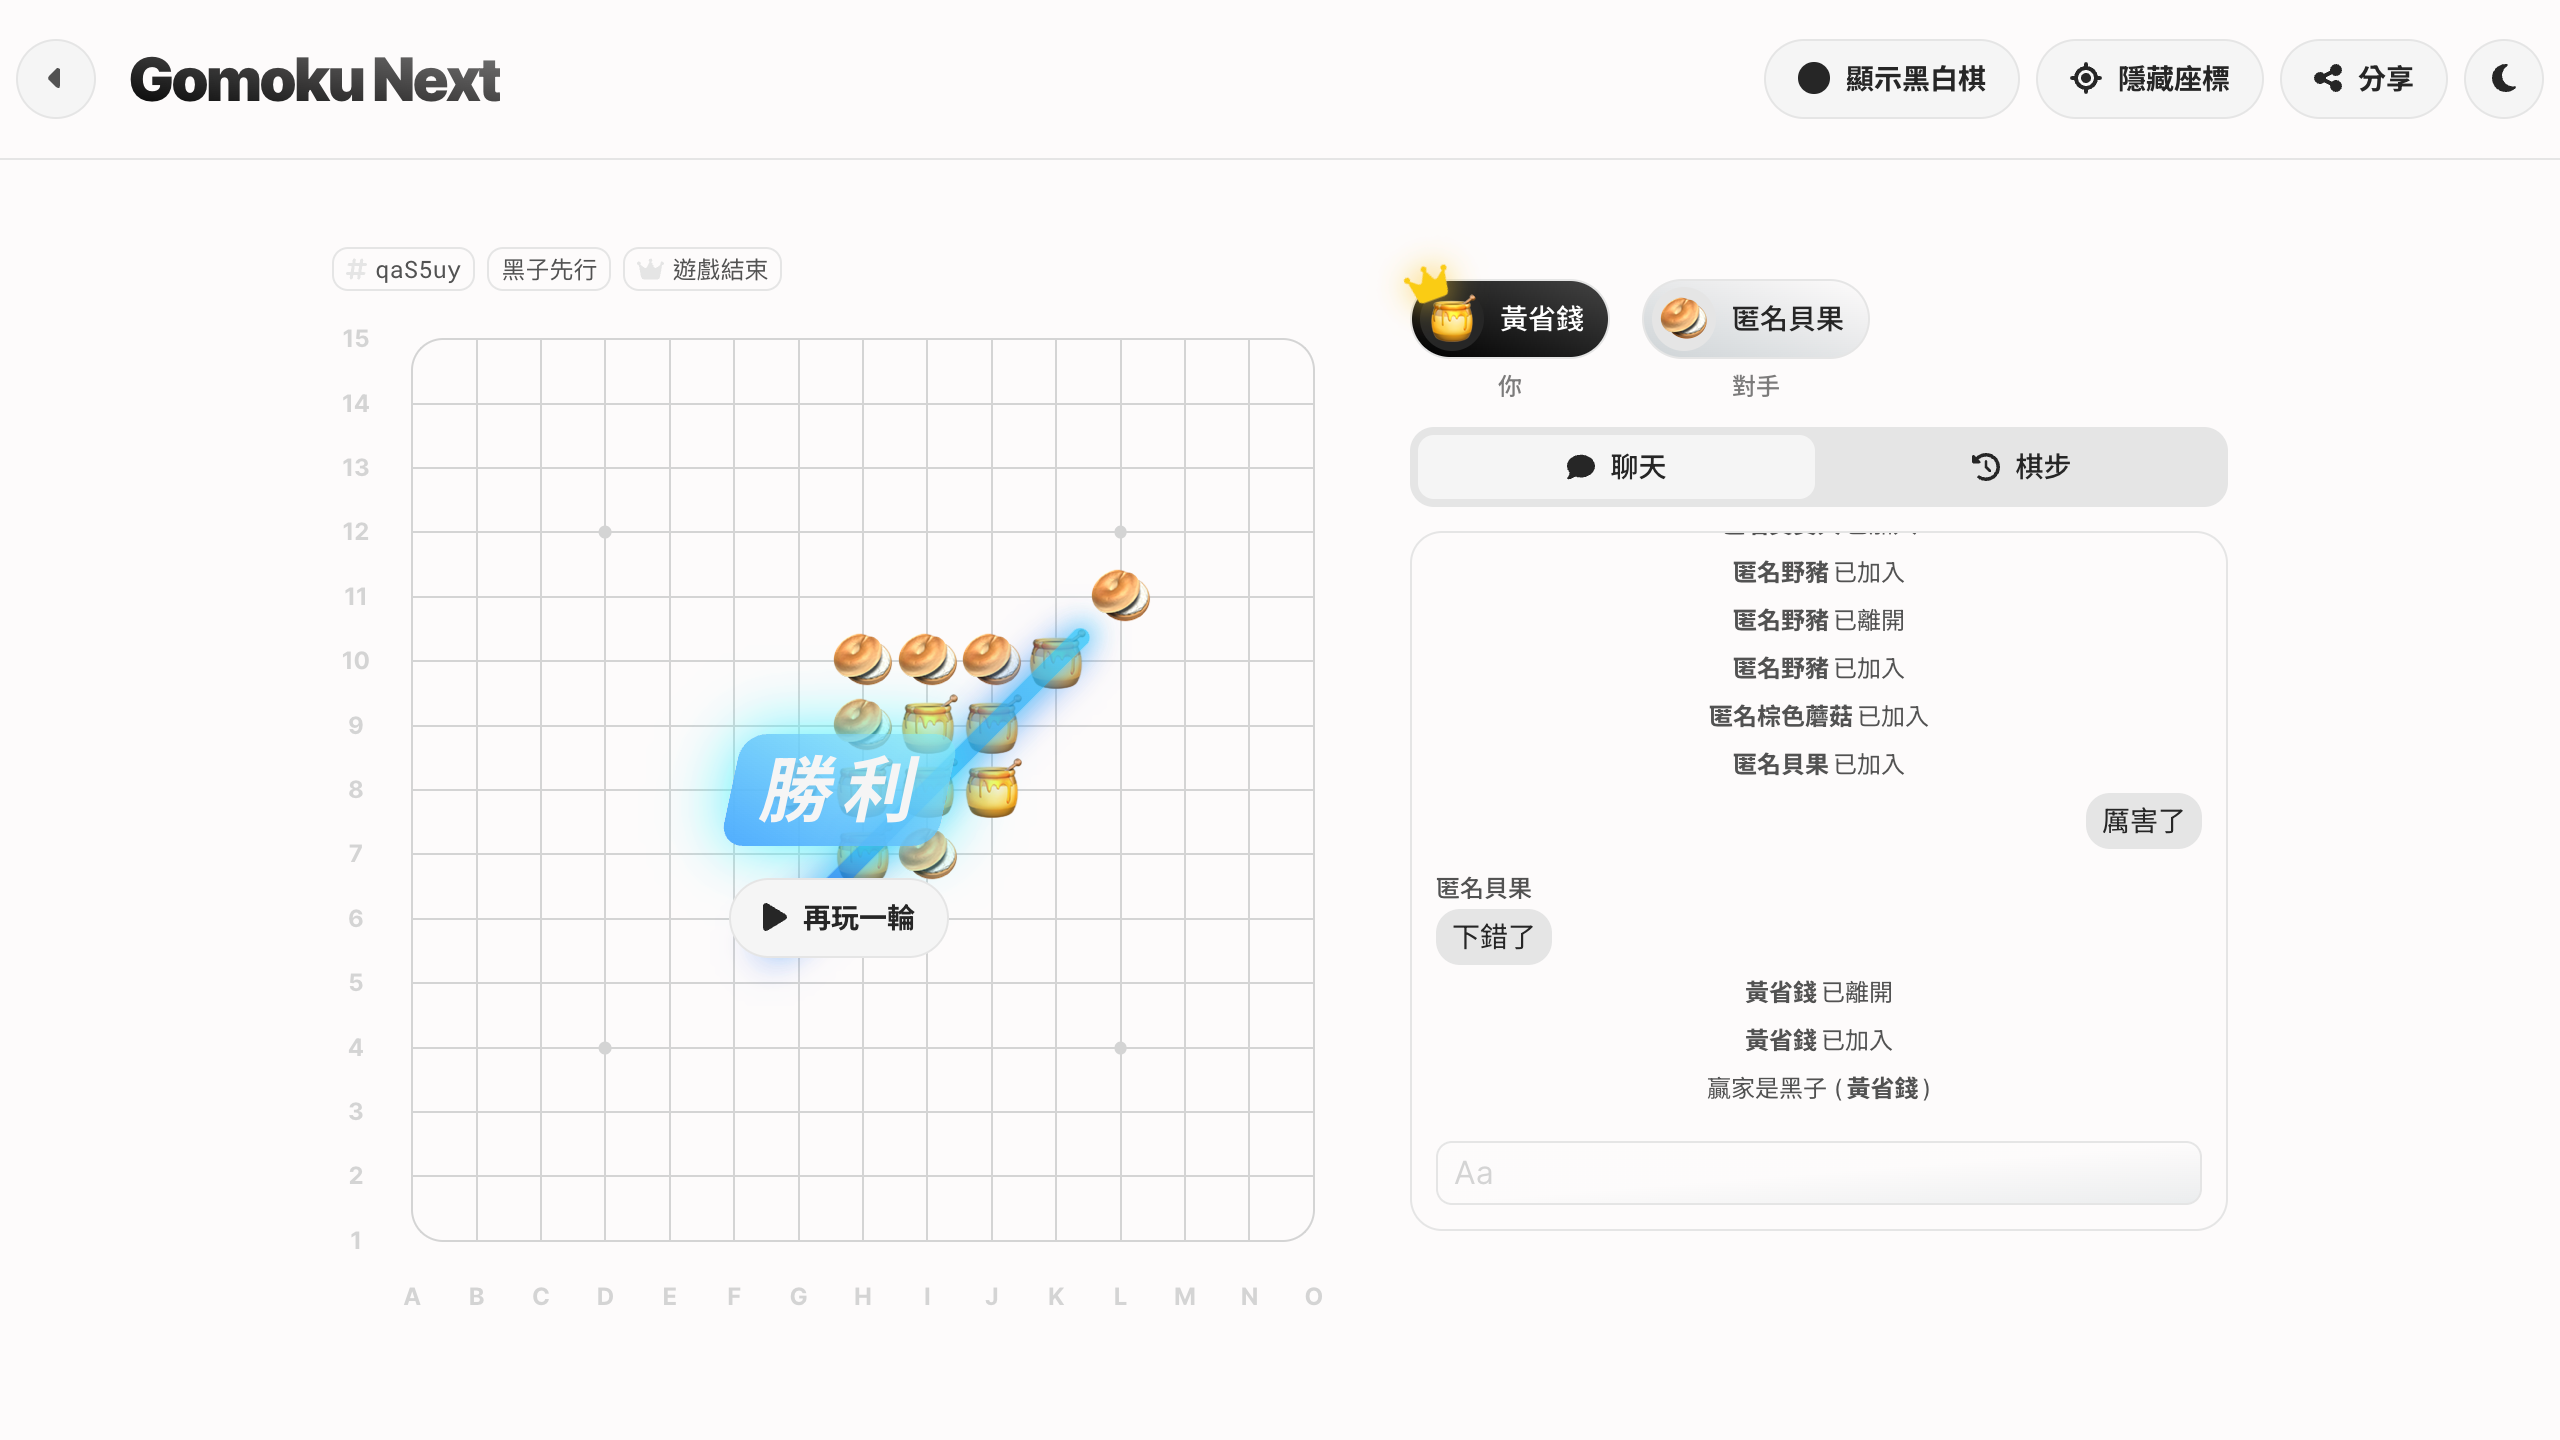 Gomoku Next
顯示黑白棋
隱藏座標
分享
# qaS5uy
黑子先行
遊戲結束
黃省錢
匿名貝果
你
對手
聊天
棋步
15
14
13
12
11
10
9
8
7
6
5
4
3
2
1
A B C D E F G H I J K L M N O
勝利
再玩一輪
匿名野豬 已加入
匿名野豬 已離開
匿名野豬 已加入
匿名棕色蘑菇 已加入
匿名貝果 已加入
厲害了
匿名貝果
下錯了
黃省錢 已離開
黃省錢 已加入
贏家是黑子 ( 黃省錢 )
Aa